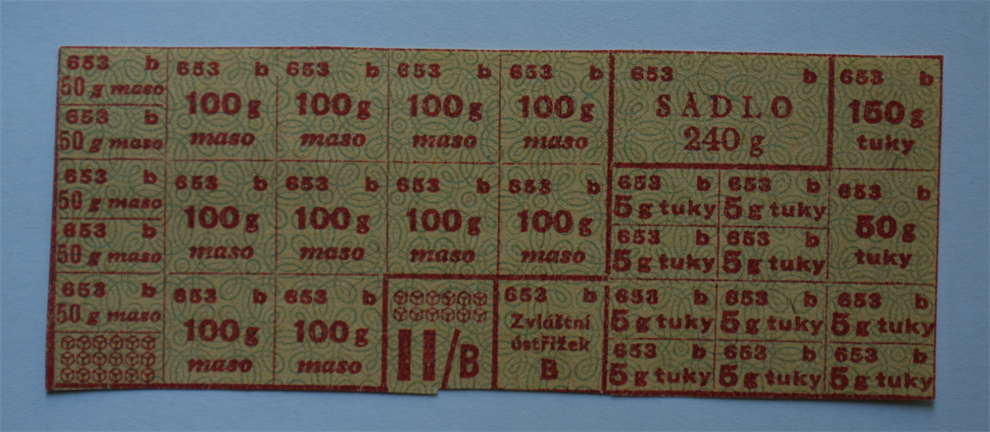 653 b
50 g maso
653 b
50 g maso
653 b
50 g maso
653 b
50 g maso
653 b
50 g maso
653 b
100 g
maso
653 b
100 g
maso
653 b
100 g
maso
653 b
100 g
maso
653 b
SÁDLO
240 g
653 b
150 g
tuky
653 b
100 g
maso
653 b
100 g
maso
653 b
100 g
maso
653 b
100 g
maso
653 b
5 g tuky
653 b
5 g tuky
653 b
5 g tuky
653 b
5 g tuky
653 b
50 g
tuky
653 b
100 g
maso
653 b
100 g
maso
II/B
653 b
Zvláštní
ústřižek
B
653 b
5 g tuky
653 b
5 g tuky
653 b
5 g tuky
653 b
5 g tuky
653 b
5 g tuky
653 b
5 g tuky